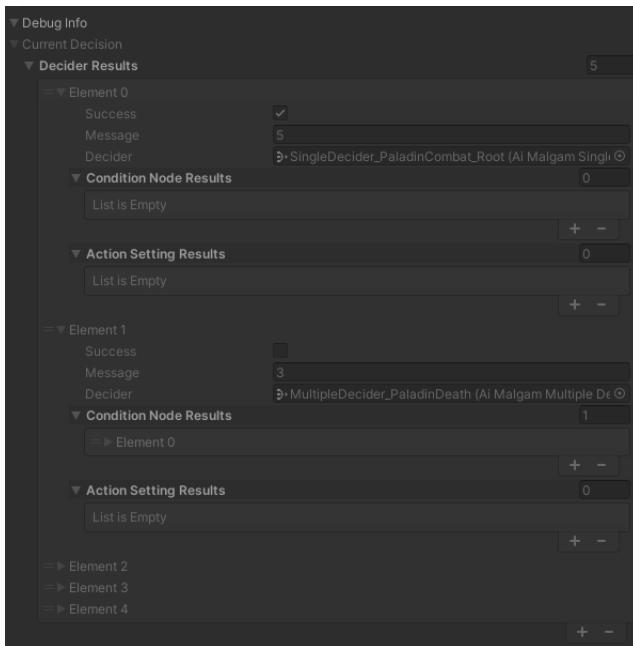 Debug Info
Current Decision
Decider Results 5
Element 0
Success
Message 5
Decider SingleDecider_PaladinCombat_Root (Ai Malgam Singl
Condition Node Results 0
List is Empty
+ −
Action Setting Results 0
List is Empty
+ −
Element 1
Success
Message 3
Decider MultipleDecider_PaladinDeath (Ai Malgam Multiple De
Condition Node Results 1
Element 0
+ −
Action Setting Results 0
List is Empty
+ −
Element 2
Element 3
Element 4
+ −